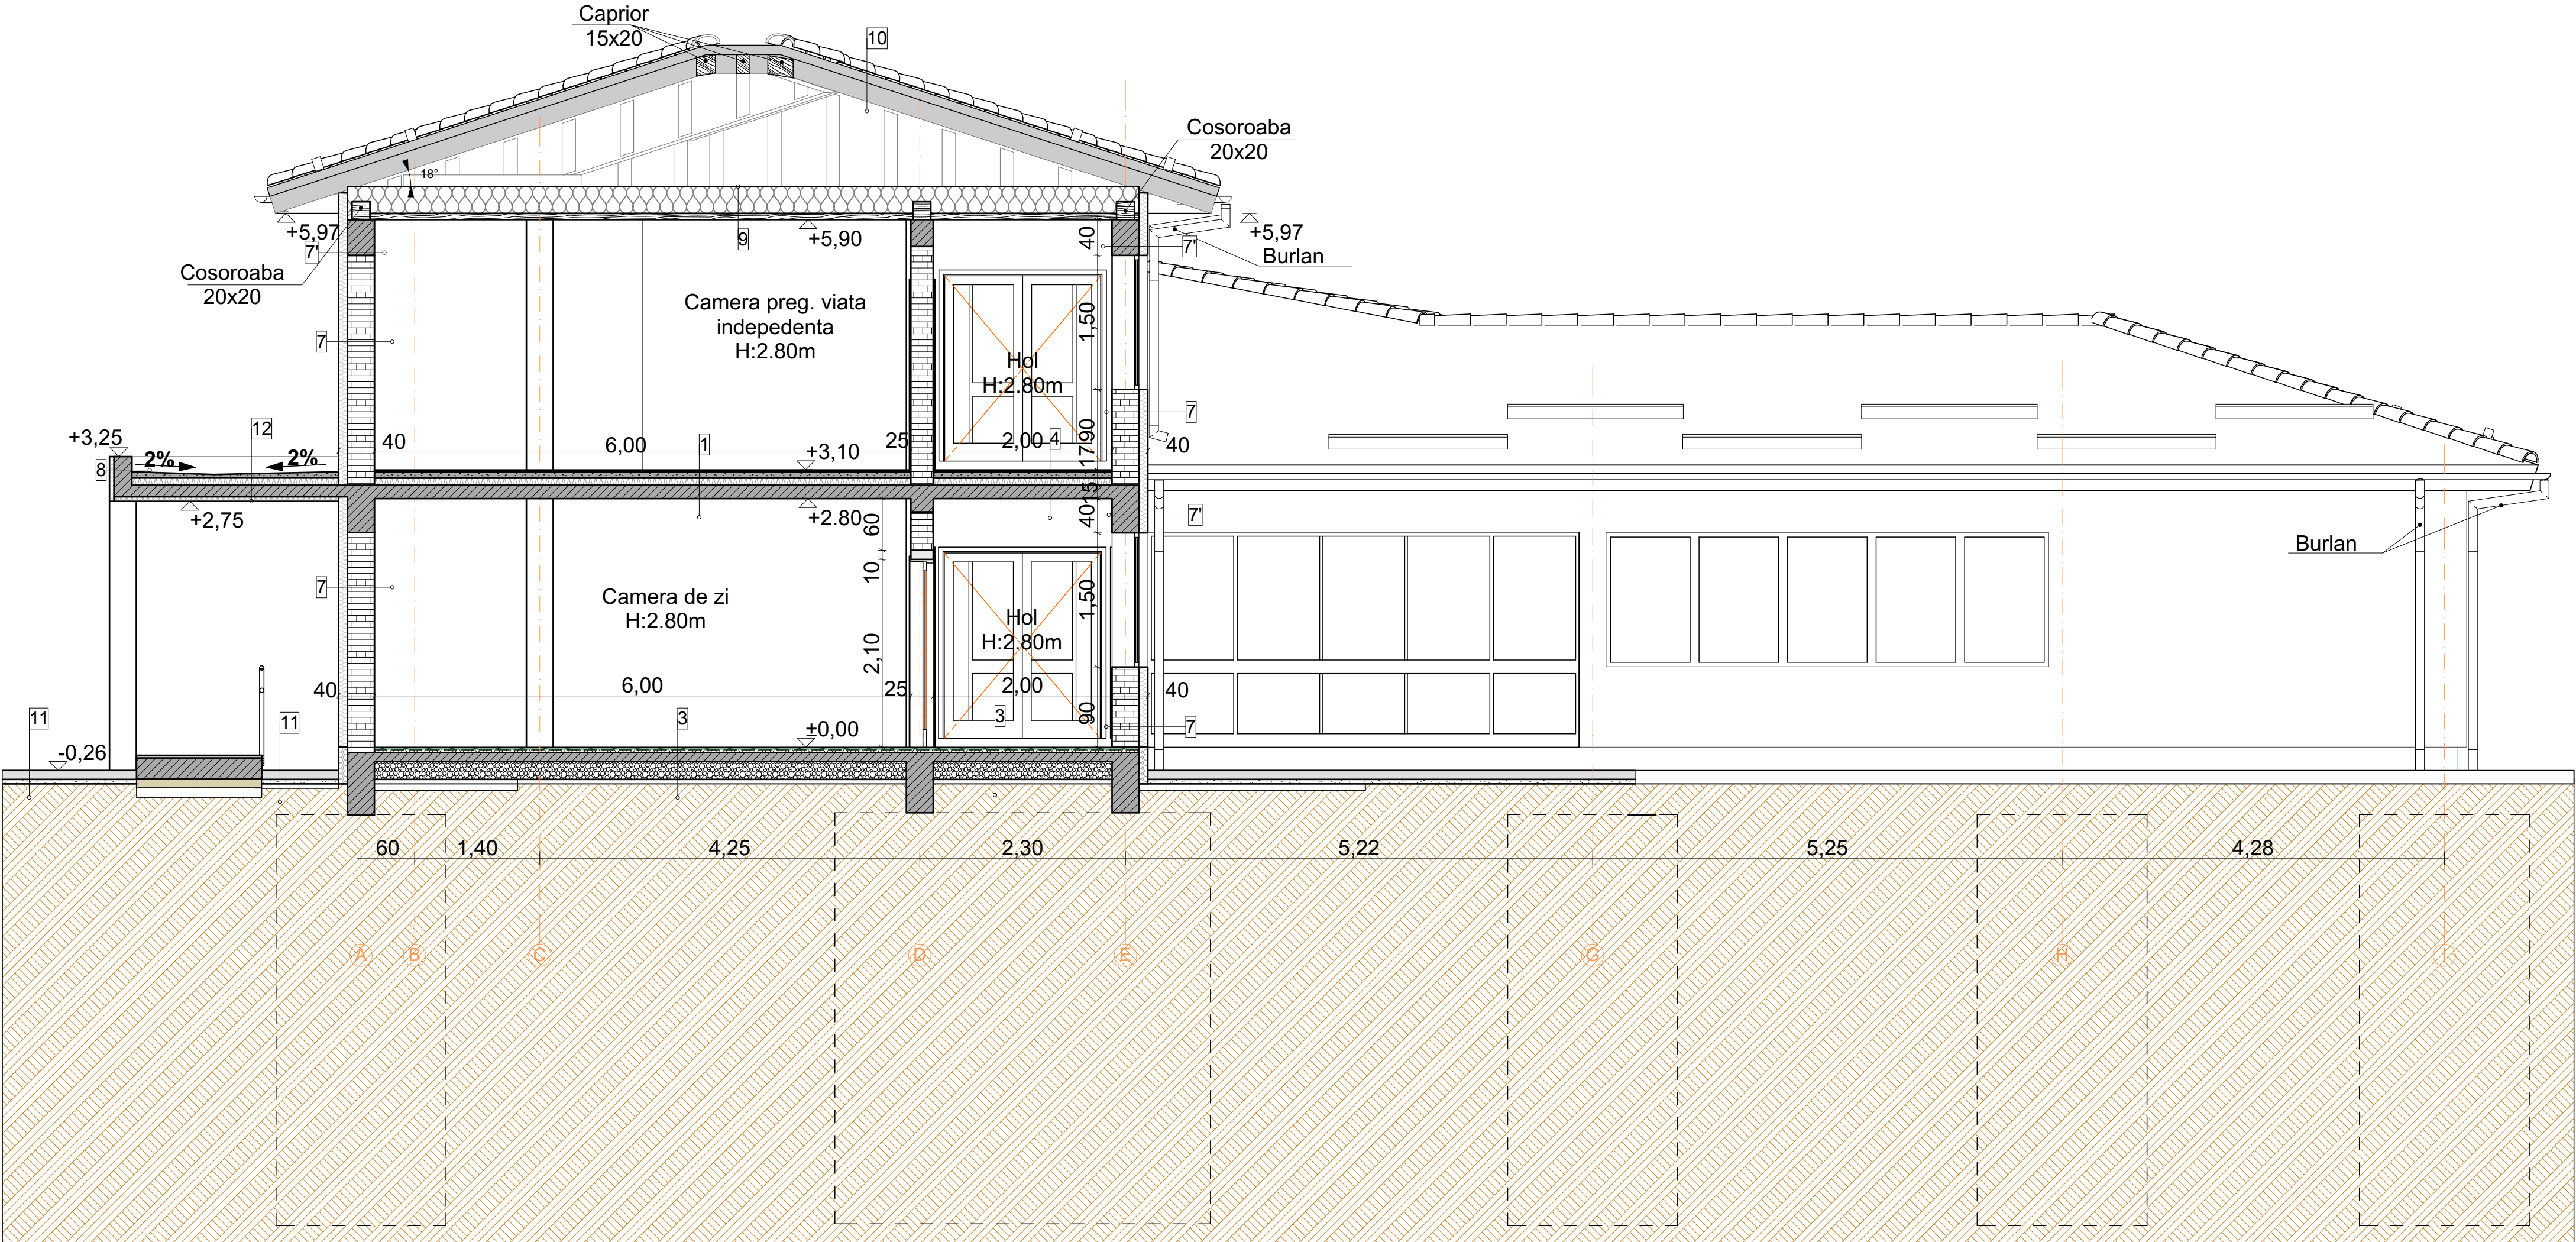 Caprior
15x20
10
Cosoroaba
20x20
18°
+5,97
7'
9
+5,90
40
7'
+5,97
Burlan
Cosoroaba
20x20
Camera preg. viata
indepedenta
H:2.80m
1,50
7
Hol
H:2.80m
7
+3,25
12
2%
2%
8
40
6,00
1
+3,10
25
2,00
4
90
17
40
+2,75
+2.80
60
15
40
7'
Burlan
10
7
Camera de zi
H:2.80m
1,50
Hol
H:2.80m
2,10
40
6,00
25
2,00
40
90
7
11
11
3
3
-0,26
±0,00
60
1,40
4,25
2,30
5,22
5,25
4,28
A
B
C
D
E
G
H
I